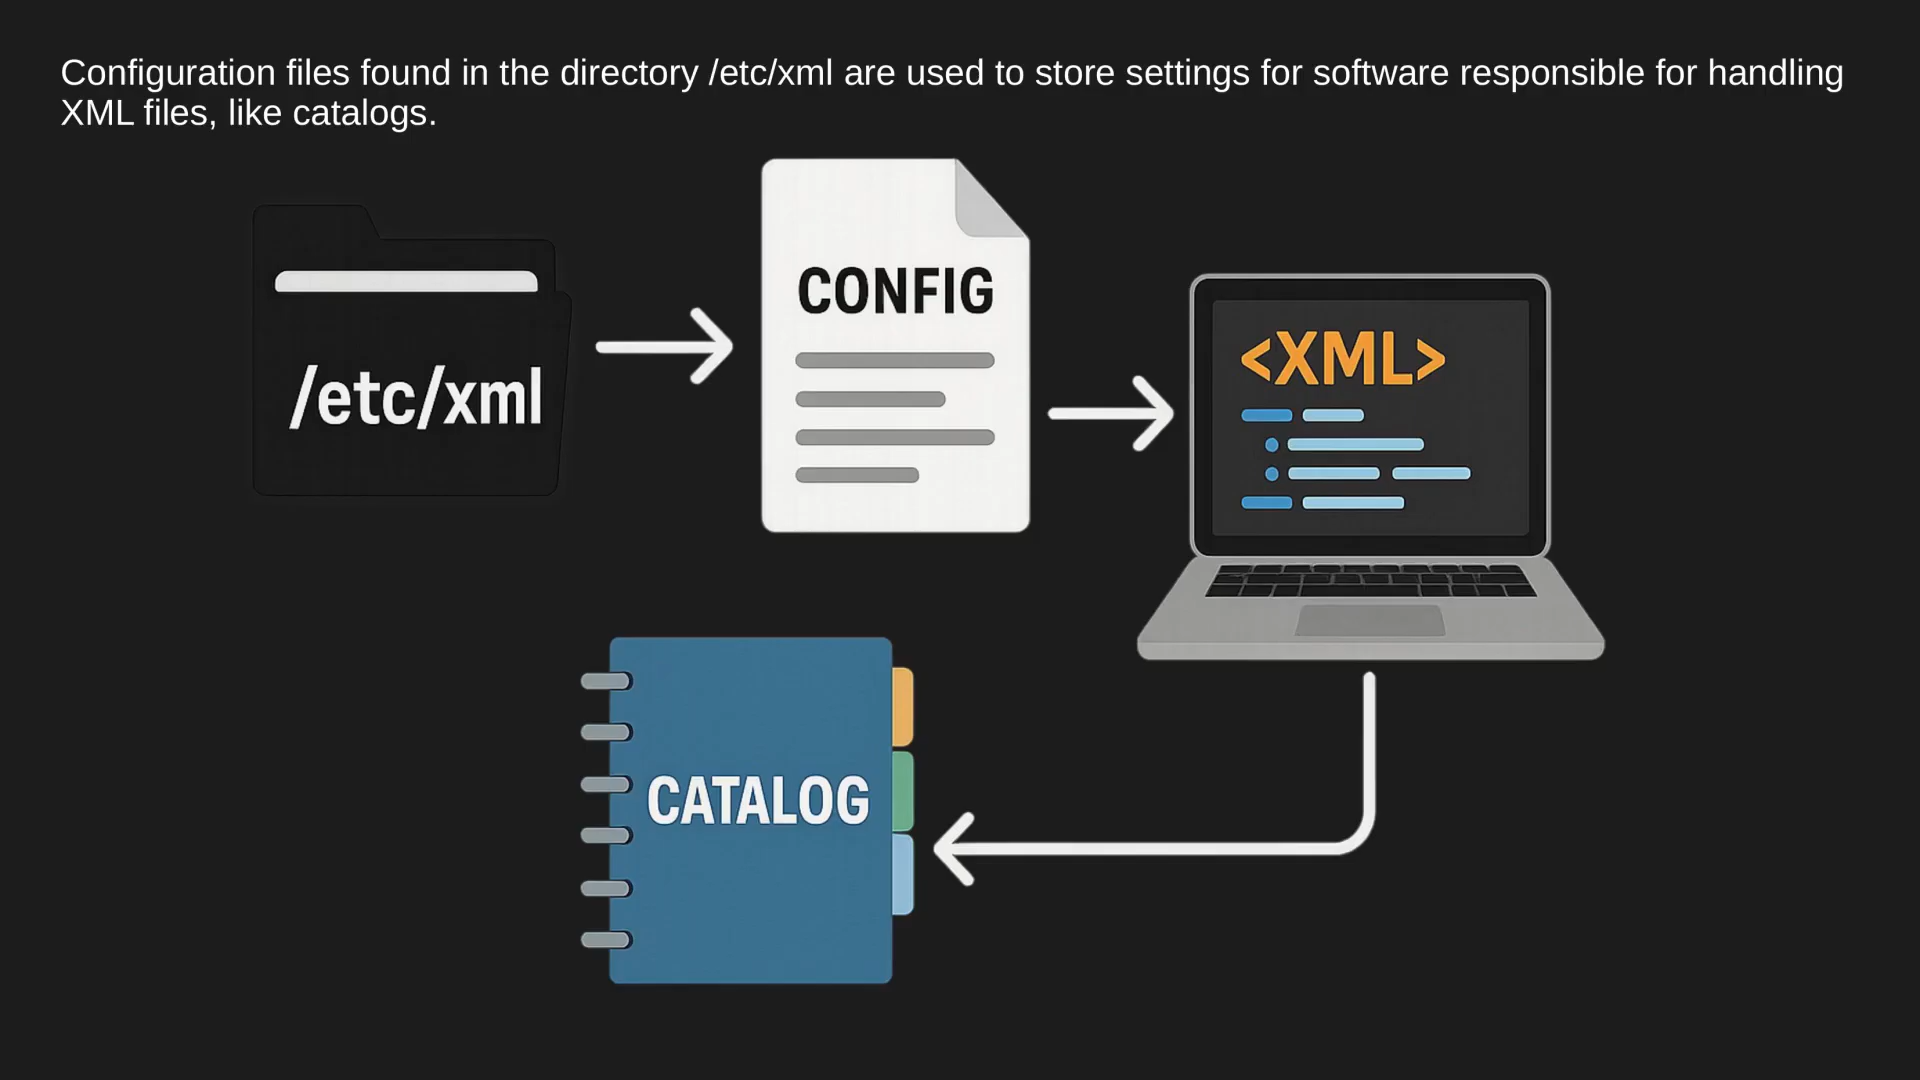 Configuration files found in the directory /etc/xml are used to store settings for software responsible for handling
XML files, like catalogs.
/etc/xml
CONFIG
<XML>
CATALOG